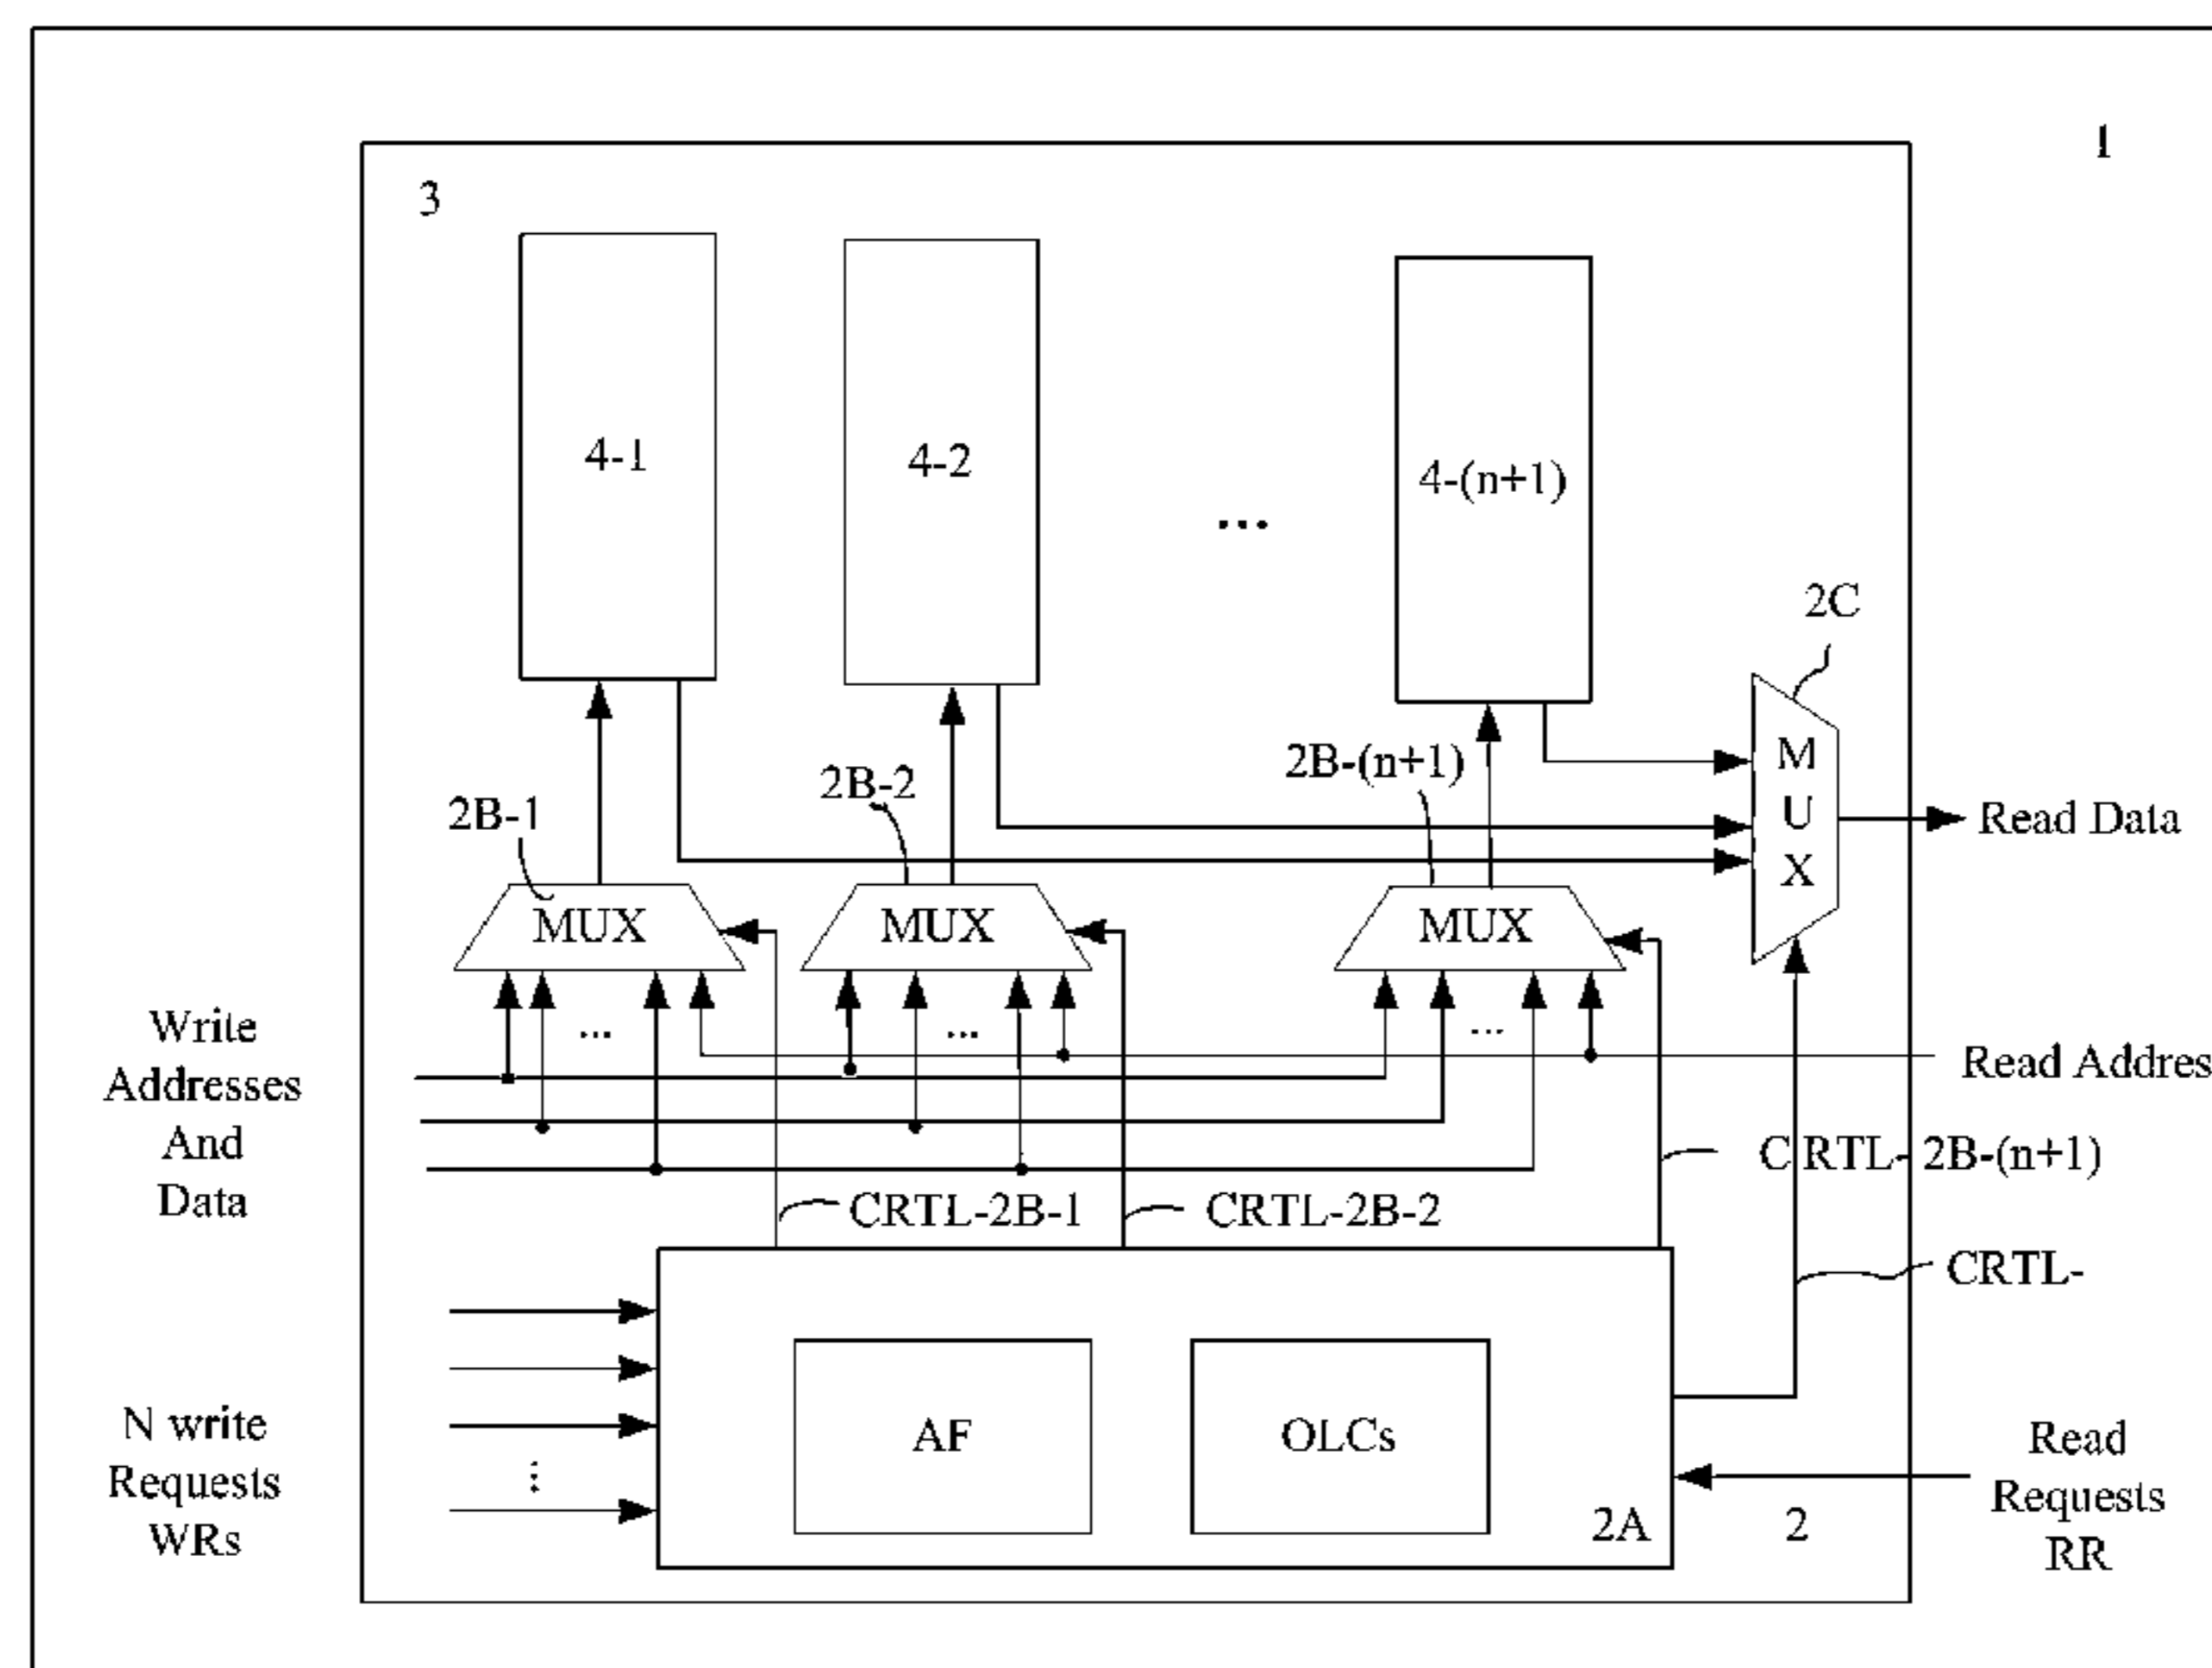 1
3
4-1
4-2
...
4-(n+1)
2C
2B-1
2B-2
2B-(n+1)
M
U
X
Read Data
MUX
MUX
MUX
...
...
...
Write
Addresses
And
Data
Read Addres
CRTL-2B-1
CRTL-2B-2
CRTL-2B-(n+1)
CRTL-
N write
Requests
WRs
...
AF
OLCs
2A
2
Read
Requests
RR